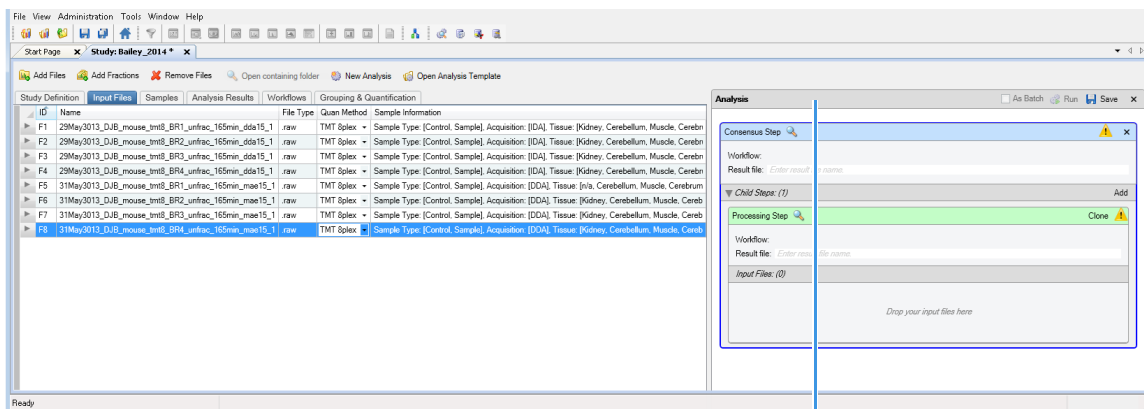 File View Administration Tools Window Help
Start Page x Study: Bailey_2014 * x
Add Files Add Fractions Remove Files Open containing folder New Analysis Open Analysis Template
Study Definition Input Files Samples Analysis Results Workflows Grouping & Quantification
ID Name File Type Quan Method Sample Information
F1 29May3013_DJB_mouse_tmt8_BR1_unfrac_165min_dda15_1 .raw TMT 8plex Sample Type: [Control, Sample], Acquisition: [IDA], Tissue: [Kidney, Cerebellum, Muscle, Cerebr
F2 29May3013_DJB_mouse_tmt8_BR2_unfrac_165min_dda15_1 .raw TMT 8plex Sample Type: [Control, Sample], Acquisition: [IDA], Tissue: [Kidney, Cerebellum, Muscle, Cerebr
F3 29May3013_DJB_mouse_tmt8_BR3_unfrac_165min_dda15_1 .raw TMT 8plex Sample Type: [Control, Sample], Acquisition: [IDA], Tissue: [Kidney, Cerebellum, Muscle, Cerebr
F4 29May3013_DJB_mouse_tmt8_BR4_unfrac_165min_dda15_1 .raw TMT 8plex Sample Type: [Control, Sample], Acquisition: [IDA], Tissue: [Kidney, Cerebellum, Muscle, Cerebr
F5 31May3013_DJB_mouse_tmt8_BR1_unfrac_165min_mae15_1 .raw TMT 8plex Sample Type: [Control, Sample], Acquisition: [DDA], Tissue: [n/a, Cerebellum, Muscle, Cerebrum
F6 31May3013_DJB_mouse_tmt8_BR2_unfrac_165min_mae15_1 .raw TMT 8plex Sample Type: [Control, Sample], Acquisition: [DDA], Tissue: [Kidney, Cerebellum, Muscle, Cereb
F7 31May3013_DJB_mouse_tmt8_BR3_unfrac_165min_mae15_1 .raw TMT 8plex Sample Type: [Control, Sample], Acquisition: [DDA], Tissue: [Kidney, Cerebellum, Muscle, Cereb
F8 31May3013_DJB_mouse_tmt8_BR4_unfrac_165min_mae15_1 .raw TMT 8plex Sample Type: [Control, Sample], Acquisition: [DDA], Tissue: [Kidney, Cerebellum, Muscle, Cereb
Analysis As Batch Run Save x
Consensus Step x
Workflow:
Result file: Enter result file name
Child Steps: (1) Add
Processing Step Clone
Workflow:
Result file: Enter result file name
Input Files: (0)
Drop your input files here
Ready